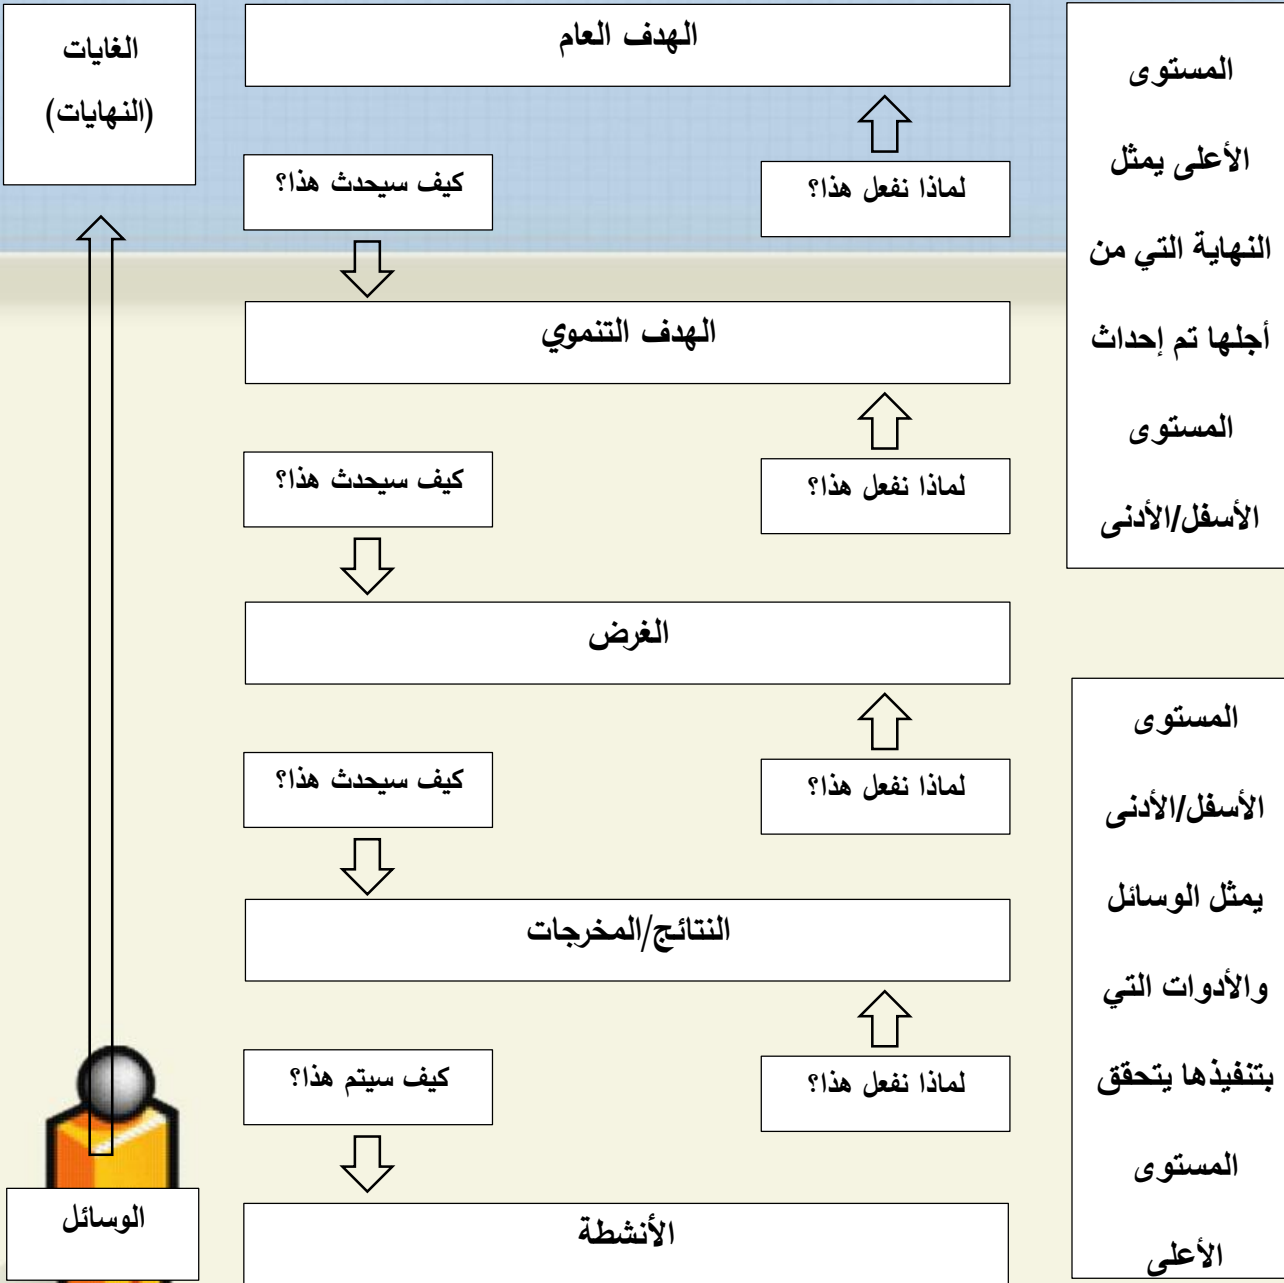 الهدف العام
المستوى
الأعلى يمثل
النهاية التي من
أجلها تم إحداث
المستوى
الأسفل/الأدنى
الغايات
(النهايات)
لماذا نفعل هذا؟
كيف سيحدث هذا؟
الهدف التنموي
لماذا نفعل هذا؟
كيف سيحدث هذا؟
الغرض
المستوى
الأسفل/الأدنى
يمثل الوسائل
والأدوات التي
بتنفيذها يتحقق
المستوى
الأعلى
لماذا نفعل هذا؟
كيف سيحدث هذا؟
النتائج/المخرجات
لماذا نفعل هذا؟
كيف سيتم هذا؟
الأنشطة
الوسائل